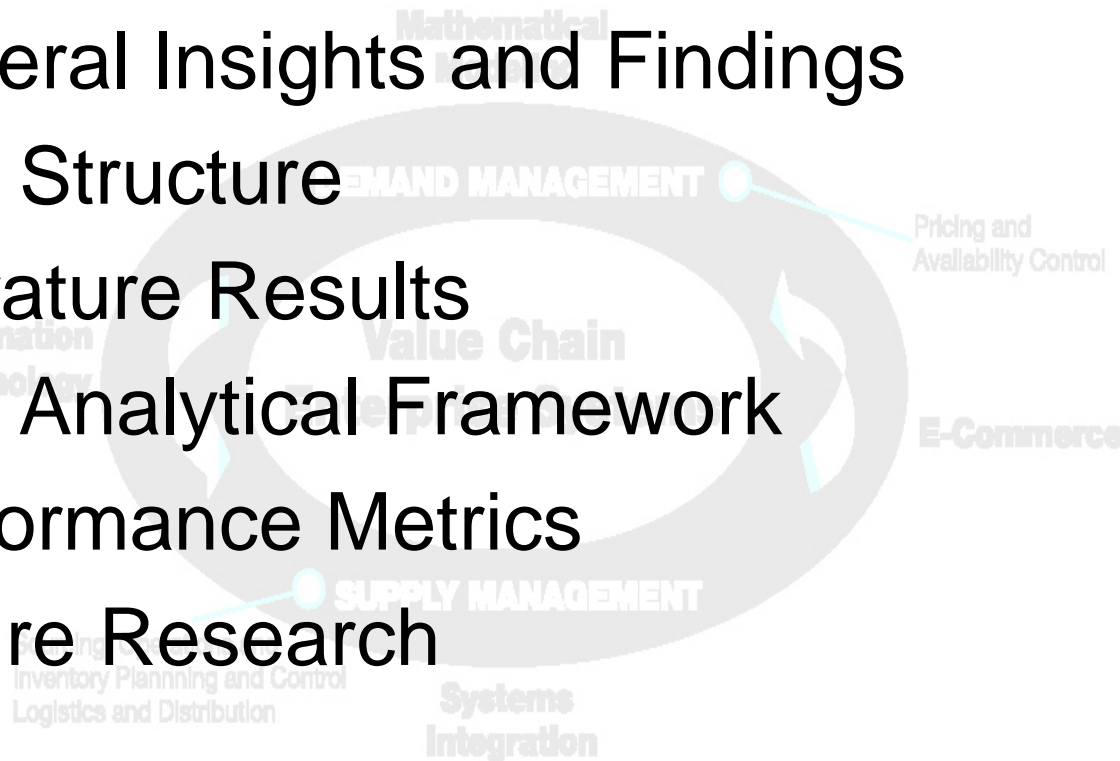 eral Insights and Findings
Structure
ature Results
Analytical Framework
ormance Metrics
re Research
Mathematical
EMAND MANAGEMENT
Pricing and
Availability Control
mation
Value Chain
E-Commerce
SUPPLY MANAGEMENT
Inventory Plannning and Control
Logistics and Distribution
Systems
Integration